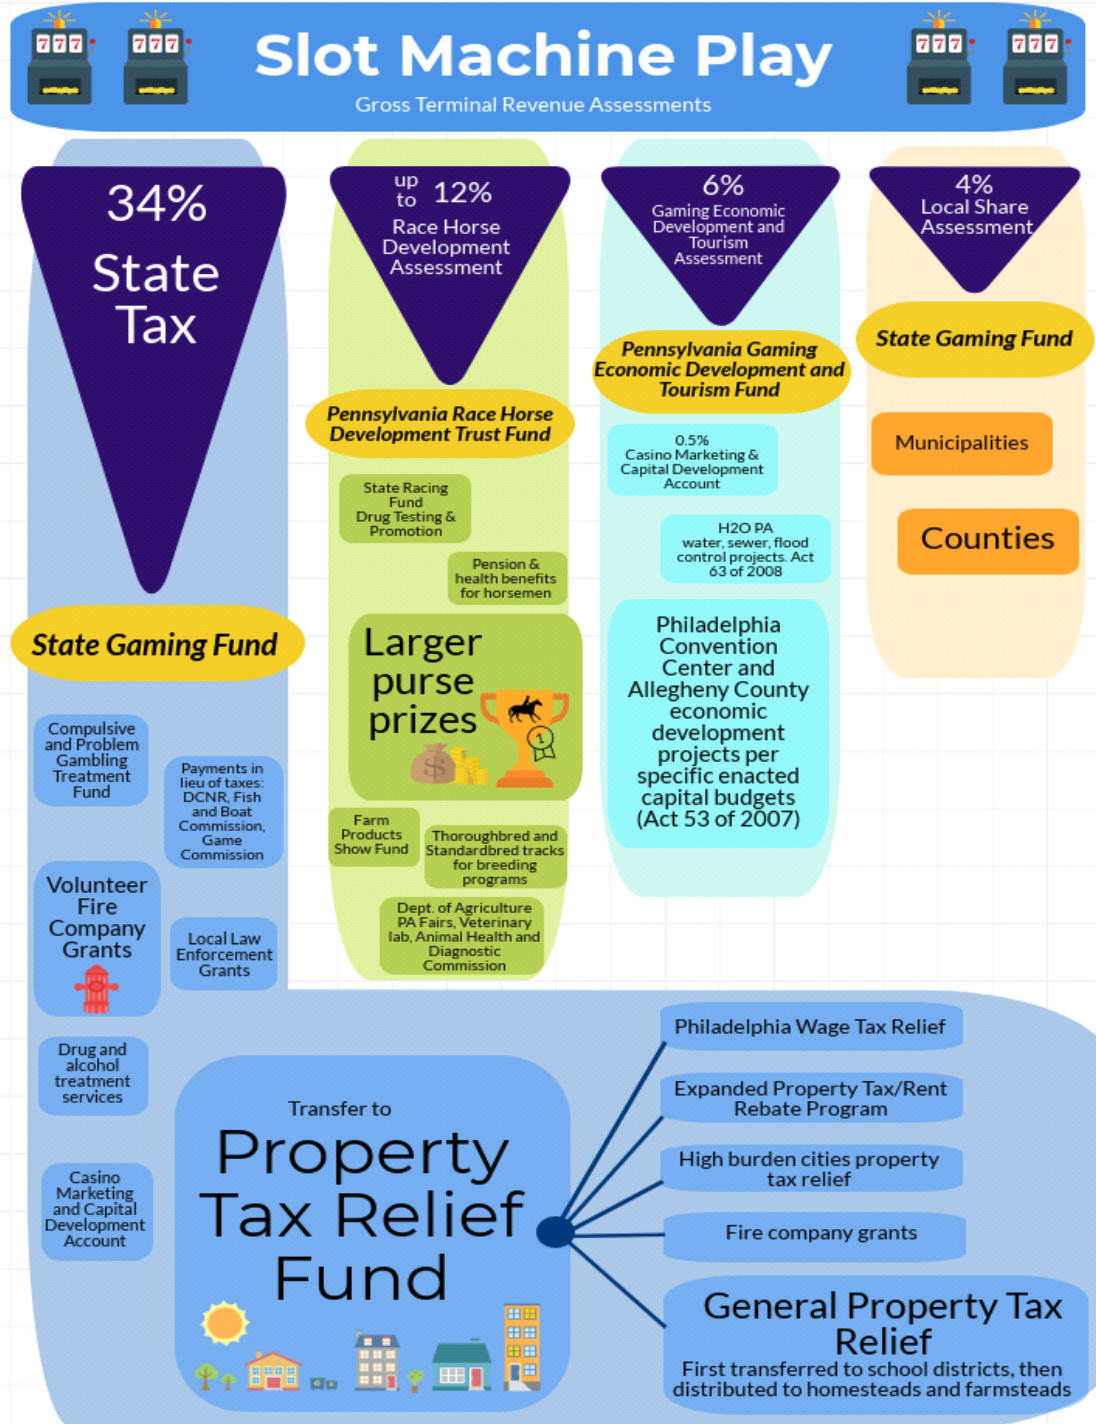 777 777 777 777
Slot Machine Play
Gross Terminal Revenue Assessments
34%
State
Tax
State Gaming Fund
Compulsive
and Problem
Gambling
Treatment
Fund
Payments in
lieu of taxes:
DCNR, Fish
and Boat
Commission,
Game
Commission
Volunteer
Fire
Company
Grants
Local Law
Enforcement
Grants
Drug and
alcohol
treatment
services
Casino
Marketing
and Capital
Development
Account
up
to 12%
Race Horse
Development
Assessment
Pennsylvania Race Horse
Development Trust Fund
State Racing
Fund
Drug Testing &
Promotion
Pension &
health benefits
for horsemen
Larger
purse
prizes
$
1
Farm
Products
Show Fund
Thoroughbred and
Standardbred tracks
for breeding
programs
Dept. of Agriculture
PA Fairs, Veterinary
lab, Animal Health and
Diagnostic
Commission
6%
Gaming Economic
Development and
Tourism
Assessment
Pennsylvania Gaming
Economic Development and
Tourism Fund
0.5%
Casino Marketing &
Capital Development
Account
H2O PA
water, sewer, flood
control projects. Act
63 of 2008
Philadelphia
Convention
Center and
Allegheny County
economic
development
projects per
specific enacted
capital budgets
(Act 53 of 2007)
4%
Local Share
Assessment
State Gaming Fund
Municipalities
Counties
Transfer to
Property
Tax Relief
Fund
Philadelphia Wage Tax Relief
Expanded Property Tax/Rent
Rebate Program
High burden cities property
tax relief
Fire company grants
General Property Tax
Relief
First transferred to school districts, then
distributed to homesteads and farmsteads